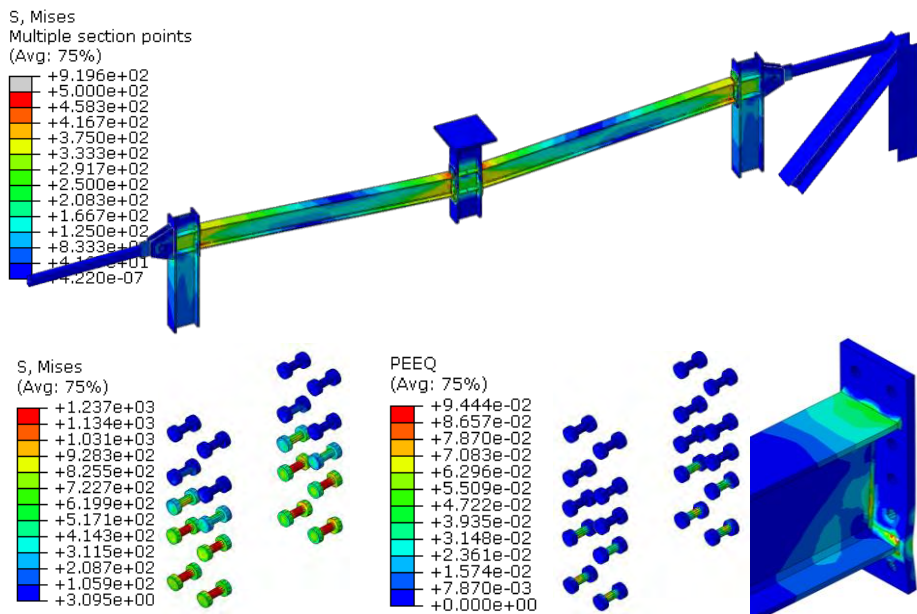 S, Mises
Multiple section points
(Avg: 75%)
+9.196e+02
+5.000e+02
+4.583e+02
+4.167e+02
+3.750e+02
+3.333e+02
+2.917e+02
+2.500e+02
+2.083e+02
+1.667e+02
+1.250e+02
+4.220e-07
S, Mises
(Avg: 75%)
+1.237e+03
+1.134e+03
+1.031e+03
+9.283e+02
+8.255e+02
+7.227e+02
+6.199e+02
+5.171e+02
+4.143e+02
+3.115e+02
+2.087e+02
+1.059e+02
+3.095e+00
PEEQ
(Avg: 75%)
+9.444e-02
+8.657e-02
+7.870e-02
+7.083e-02
+6.296e-02
+5.509e-02
+4.722e-02
+3.935e-02
+3.148e-02
+2.361e-02
+1.574e-02
+7.870e-03
+0.000e+00